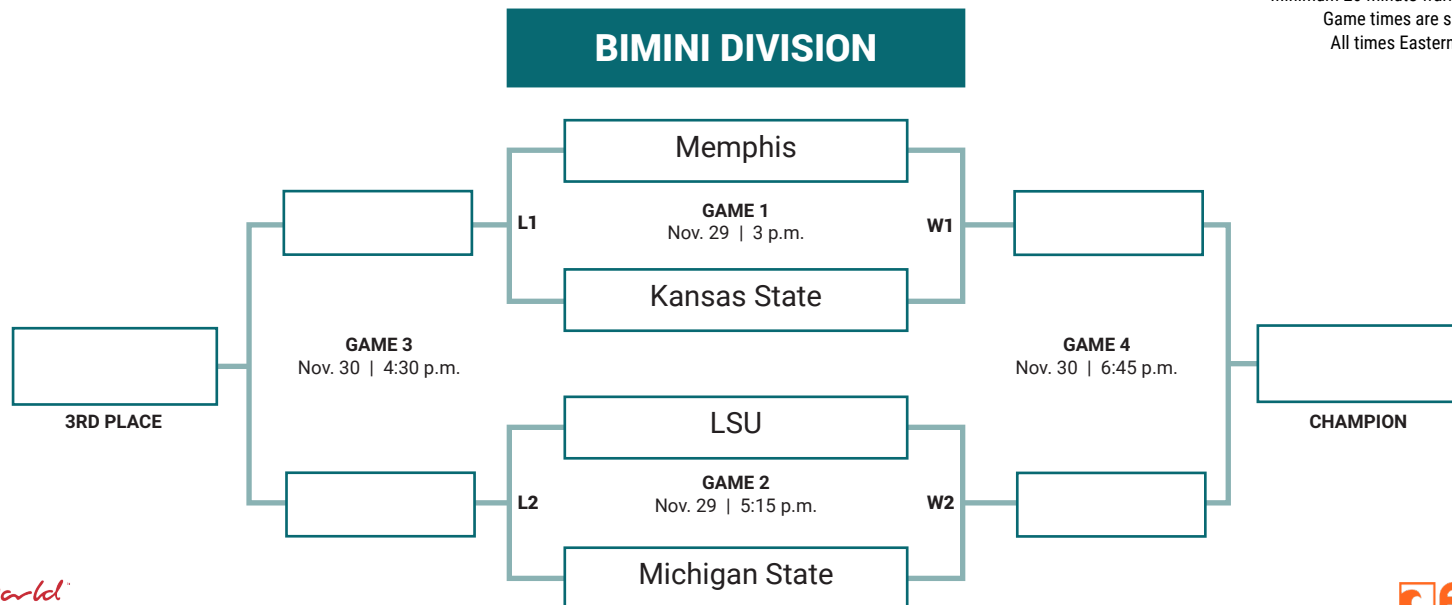 Game times are s
All times Eastern
BIMINI DIVISION
Memphis
GAME 1
Nov. 29 | 3 p.m.
L1
W1
Kansas State
GAME 3
Nov. 30 | 4:30 p.m.
GAME 4
Nov. 30 | 6:45 p.m.
3RD PLACE
CHAMPION
LSU
GAME 2
Nov. 29 | 5:15 p.m.
L2
W2
Michigan State